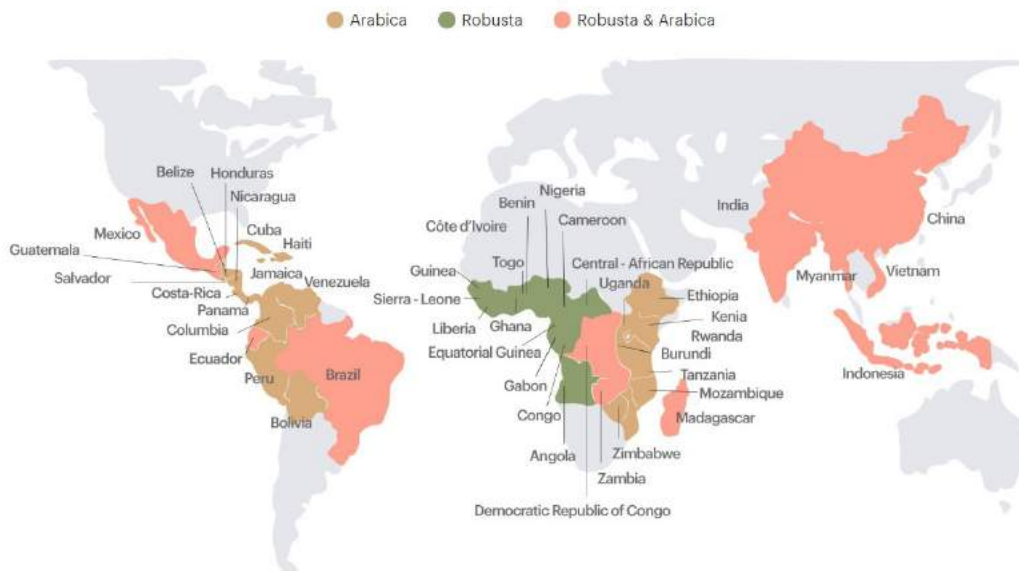 Arabica
Robusta
Robusta & Arabica
Belize
Honduras
Nicaragua
Mexico
Cuba
Haiti
Guatemala
Jamaica
Salvador
Venezuela
Costa-Rica
Panama
Columbia
Ecuador
Peru
Brazil
Bolivia
Nigeria
Benin
Côte d'Ivoire
Cameroon
Togo
Central - African Republic
Guinea
Uganda
Sierra - Leone
Ethiopia
Liberia
Ghana
Kenia
Rwanda
Equatorial Guinea
Burundi
Gabon
Tanzania
Mozambique
Congo
Madagascar
Angola
Zimbabwe
Zambia
Democratic Republic of Congo
India
China
Myanmar
Vietnam
Indonesia